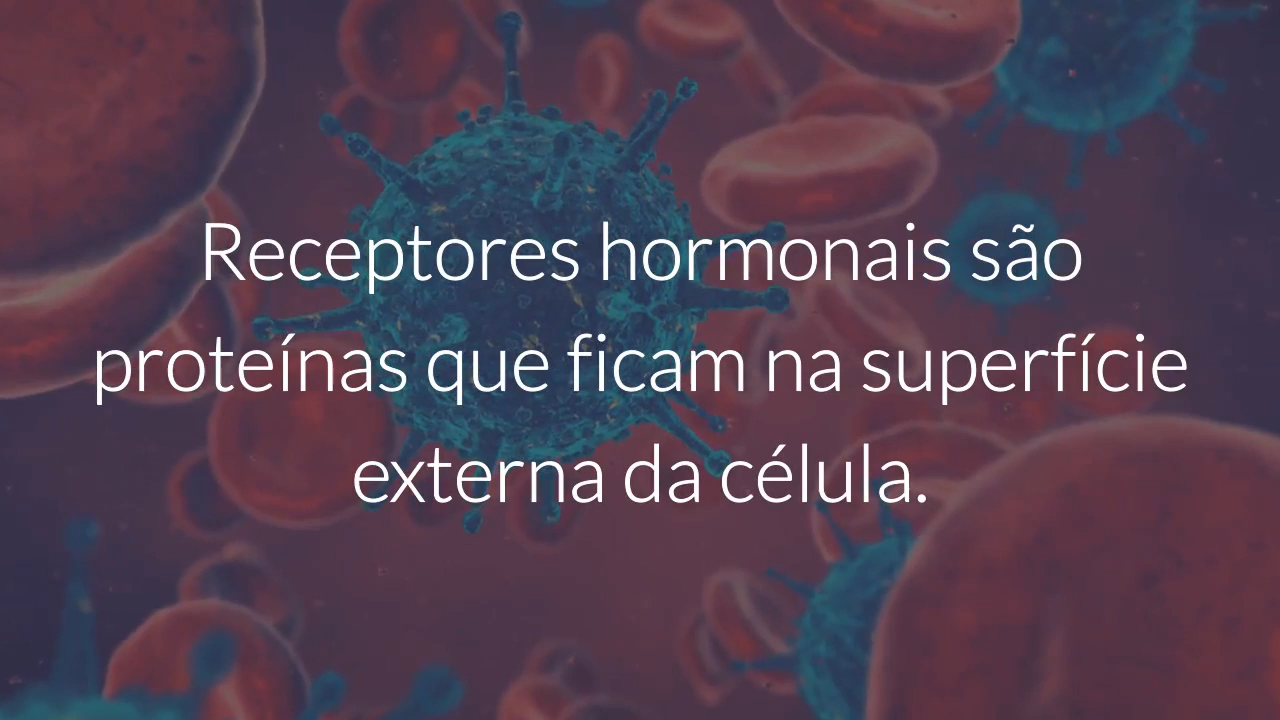 Receptores hormonais são
proteínas que ficam na superfície
externa da célula.